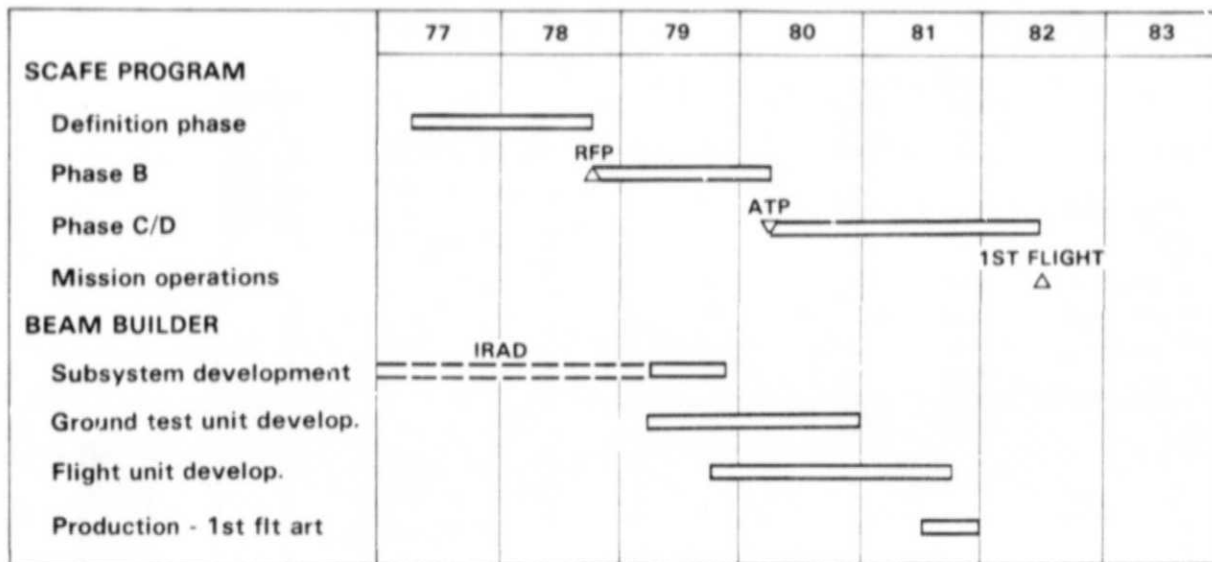 77 78 79 80 81 82 83
SCAFE PROGRAM
Definition phase
RFP
Phase B
ATP
Phase C/D
1ST FLIGHT
Mission operations
BEAM BUILDER
IRAD
Subsystem development
Ground test unit develop.
Flight unit develop.
Production - 1st flt art